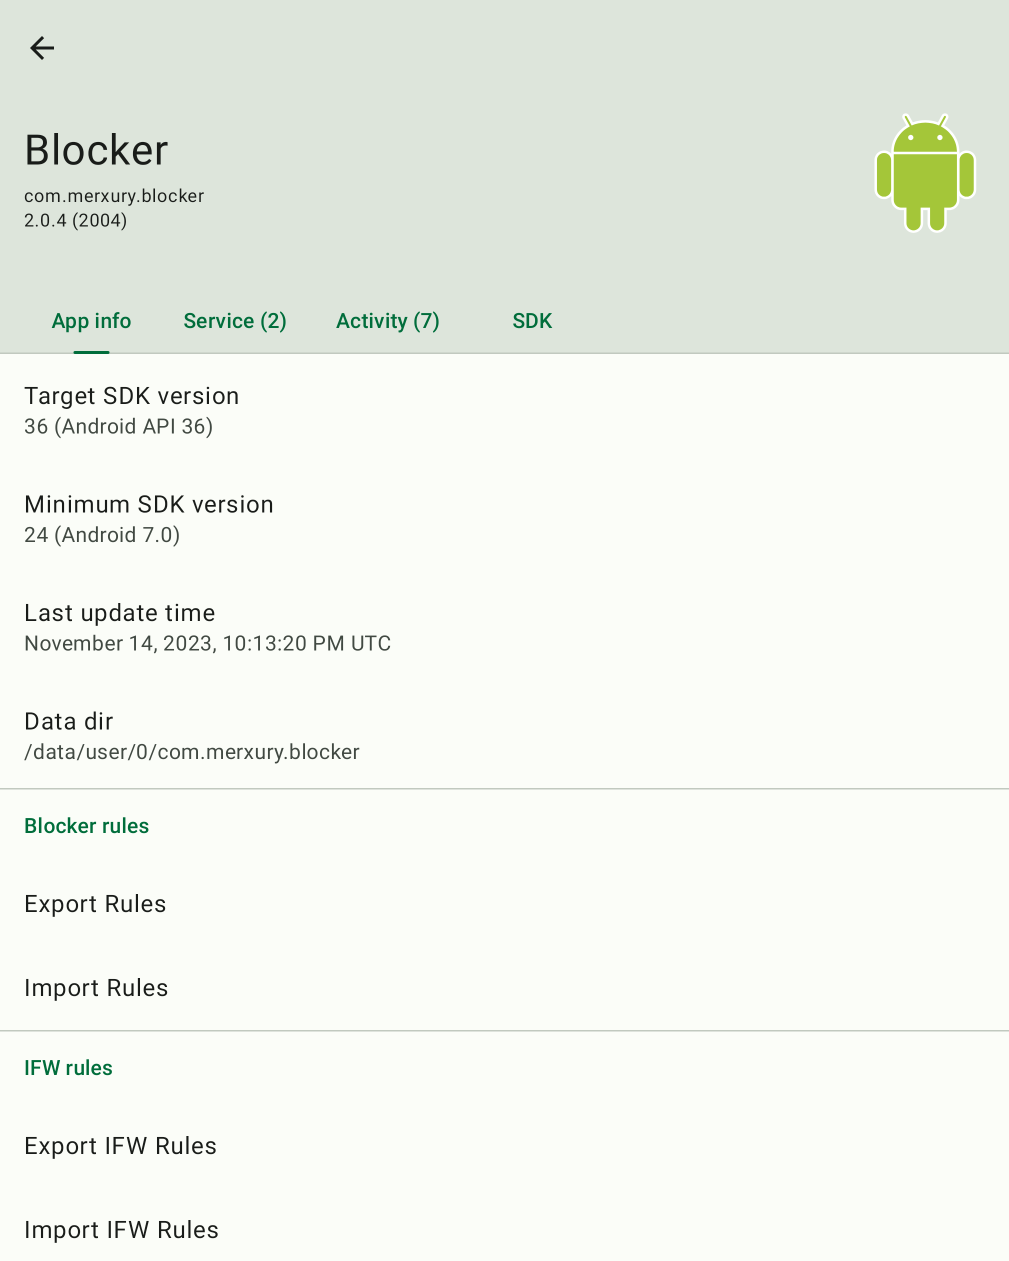 Blocker
com.merxury.blocker
2.0.4 (2004)
App info
Service (2)
Activity (7)
SDK
Target SDK version
36 (Android API 36)
Minimum SDK version
24 (Android 7.0)
Last update time
November 14, 2023, 10:13:20 PM UTC
Data dir
/data/user/0/com.merxury.blocker
Blocker rules
Export Rules
Import Rules
IFW rules
Export IFW Rules
Import IFW Rules